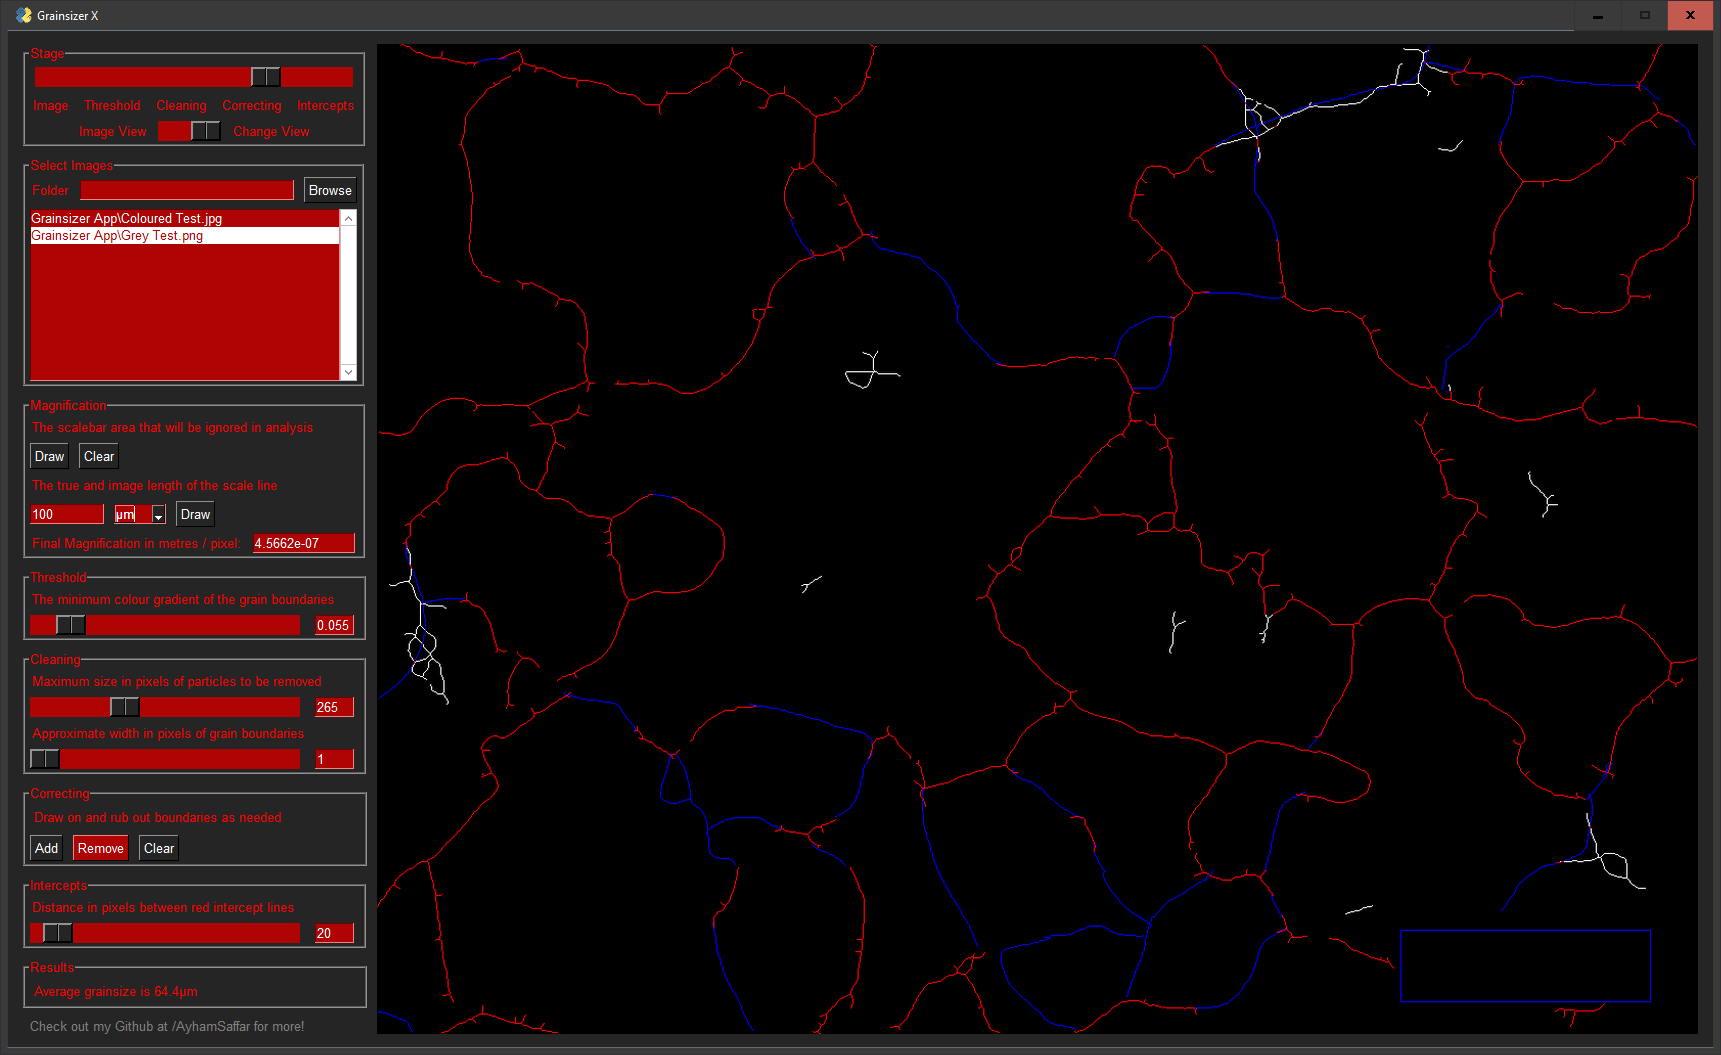 Grainsizer X
Stage
Image Threshold Cleaning Correcting Intercepts
Image View Change View
Select Images
Folder Browse
Grainsizer App\Coloured Test.jpg
Grainsizer App\Grey Test.png
Magnification
The scalebar area that will be ignored in analysis
Draw Clear
The true and image length of the scale line
100 µm Draw
Final Magnification in metres / pixel: 4.5662e-07
Threshold
The minimum colour gradient of the grain boundaries
0.055
Cleaning
Maximum size in pixels of particles to be removed
265
Approximate width in pixels of grain boundaries
1
Correcting
Draw on and rub out boundaries as needed
Add Remove Clear
Intercepts
Distance in pixels between red intercept lines
20
Results
Average grainsize is 64.4µm
Check out my Github at /AyhamSaffar for more!